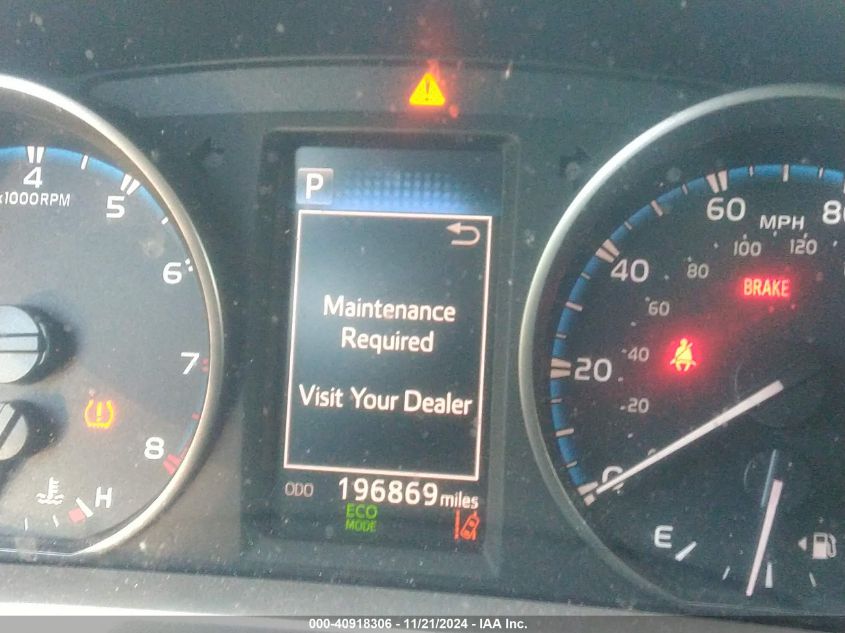 P
4
x1000RPM
5
6
7
8
H
Maintenance
Required
Visit Your Dealer
ODO 196869 miles
ECO
MODE
60
MPH
80
40
20
0
100
120
80
60
40
20
BRAKE
E
000-40918306 - 11/21/2024 - IAA Inc.